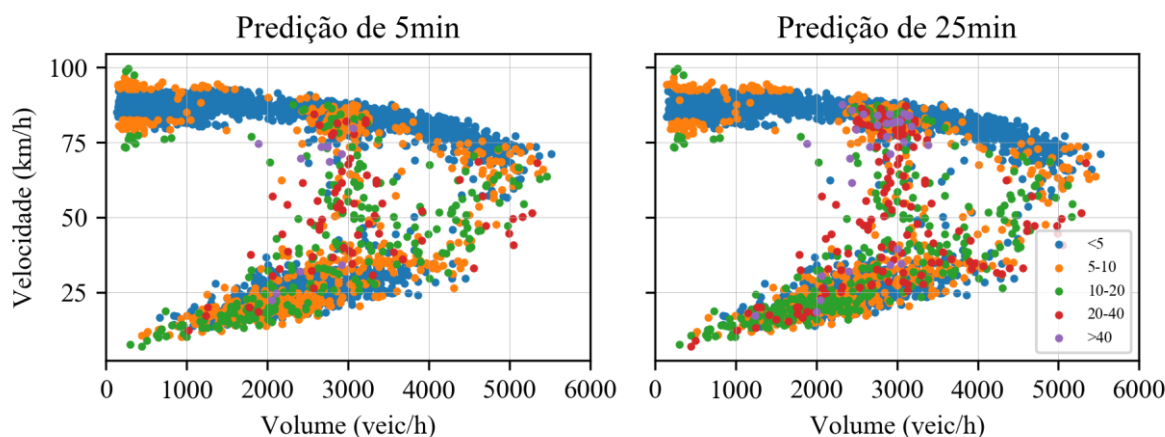 Predição de 5min
Predição de 25min
100
75
50
25
Velocidade (km/h)
<5
5-10
10-20
20-40
>40
0 1000 2000 3000 4000 5000 6000
0 1000 2000 3000 4000 5000 6000
Volume (veic/h)
Volume (veic/h)